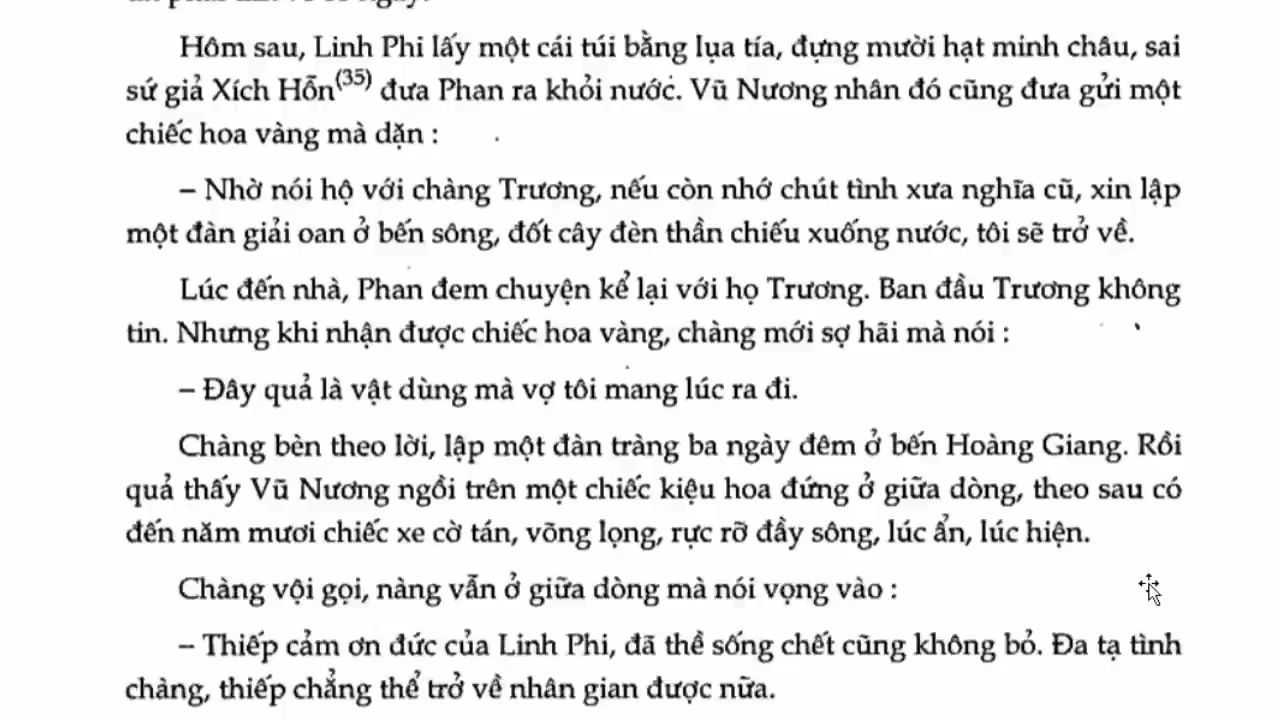 Hôm sau, Linh Phi lấy một cái túi bằng lụa tía, đựng mười hạt minh châu, sai
sứ giả Xích Hỗn(35) đưa Phan ra khỏi nước. Vũ Nương nhân đó cũng đưa gửi một
chiếc hoa vàng mà dặn :
– Nhờ nói hộ với chàng Trương, nếu còn nhớ chút tình xưa nghĩa cũ, xin lập
một đàn giải oan ở bến sông, đốt cây đèn thần chiếu xuống nước, tôi sẽ trở về.
Lúc đến nhà, Phan đem chuyện kể lại với họ Trương. Ban đầu Trương không
tin. Nhưng khi nhận được chiếc hoa vàng, chàng mới sợ hãi mà nói :
– Đây quả là vật dùng mà vợ tôi mang lúc ra đi.
Chàng bèn theo lời, lập một đàn tràng ba ngày đêm ở bến Hoàng Giang. Rồi
quả thấy Vũ Nương ngồi trên một chiếc kiệu hoa đứng ở giữa dòng, theo sau có
đến năm mươi chiếc xe cờ tán, võng lọng, rực rỡ đầy sông, lúc ẩn, lúc hiện.
Chàng vội gọi, nàng vẫn ở giữa dòng mà nói vọng vào :
– Thiếp cảm ơn đức của Linh Phi, đã thề sống chết cũng không bỏ. Đa tạ tình
chàng, thiếp chẳng thể trở về nhân gian được nữa.